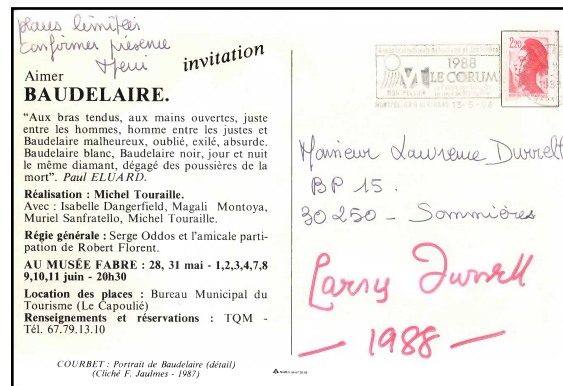 places limitées
confirmer présence
Merci
invitation
Aimer
BAUDELAIRE.
“Aux bras tendus, aux mains ouvertes, juste
entre les hommes, homme entre les justes et
Baudelaire malheureux, oublié, exilé, absurde.
Baudelaire blanc, Baudelaire noir, jour et nuit
le même diamant, dégagé des poussières de la
mort”. Paul ELUARD.
Réalisation : Michel Touraille.
Avec : Isabelle Dangerfield, Magali Montoya,
Muriel Sanfratello, Michel Touraille.
Régie générale : Serge Oddos et l'amicale parti-
pation de Robert Florent.
AU MUSÉE FABRE : 28, 31 mai - 1,2,3,4,7,8
9,10,11 juin - 20h30
Location des places : Bureau Municipal du
Tourisme (Le Capoulié)
Renseignements et réservations : TQM -
Tél. 67.79.13.10
COURBET : Portrait de Baudelaire (détail)
(Cliché F. Jaulmes - 1987)
1988
LE CORUM
MONTPELLIER
2,20
Monsieur Lawrence Durrell
BP 15.
30250 - Sommières
Larry Durrell
— 1988 —